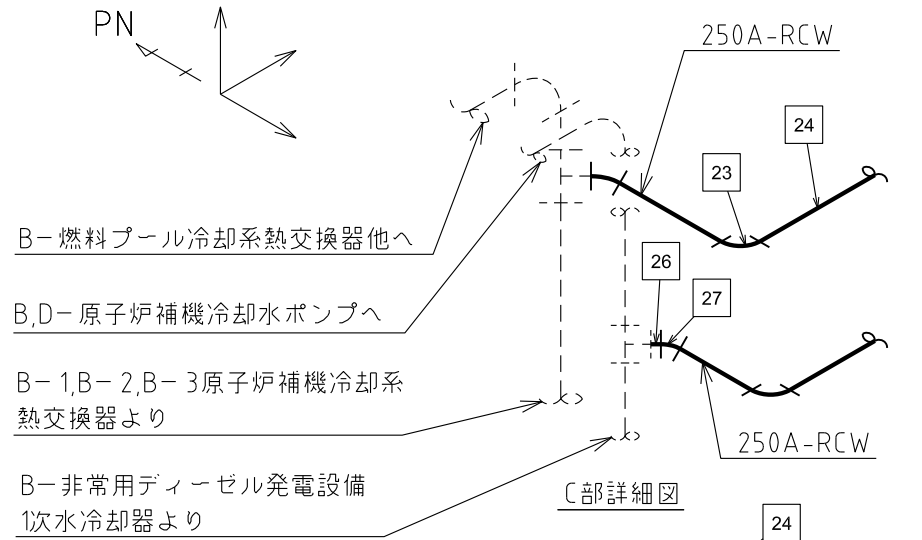 PN
250A-RCW
24
23
B-燃料プール冷却系熱交換器他へ
26
27
B,D-原子炉補機冷却水ポンプへ
B-1,B-2,B-3原子炉補機冷却系
熱交換器より
250A-RCW
B-非常用ディーゼル発電設備
1次水冷却器より
C部詳細図
24